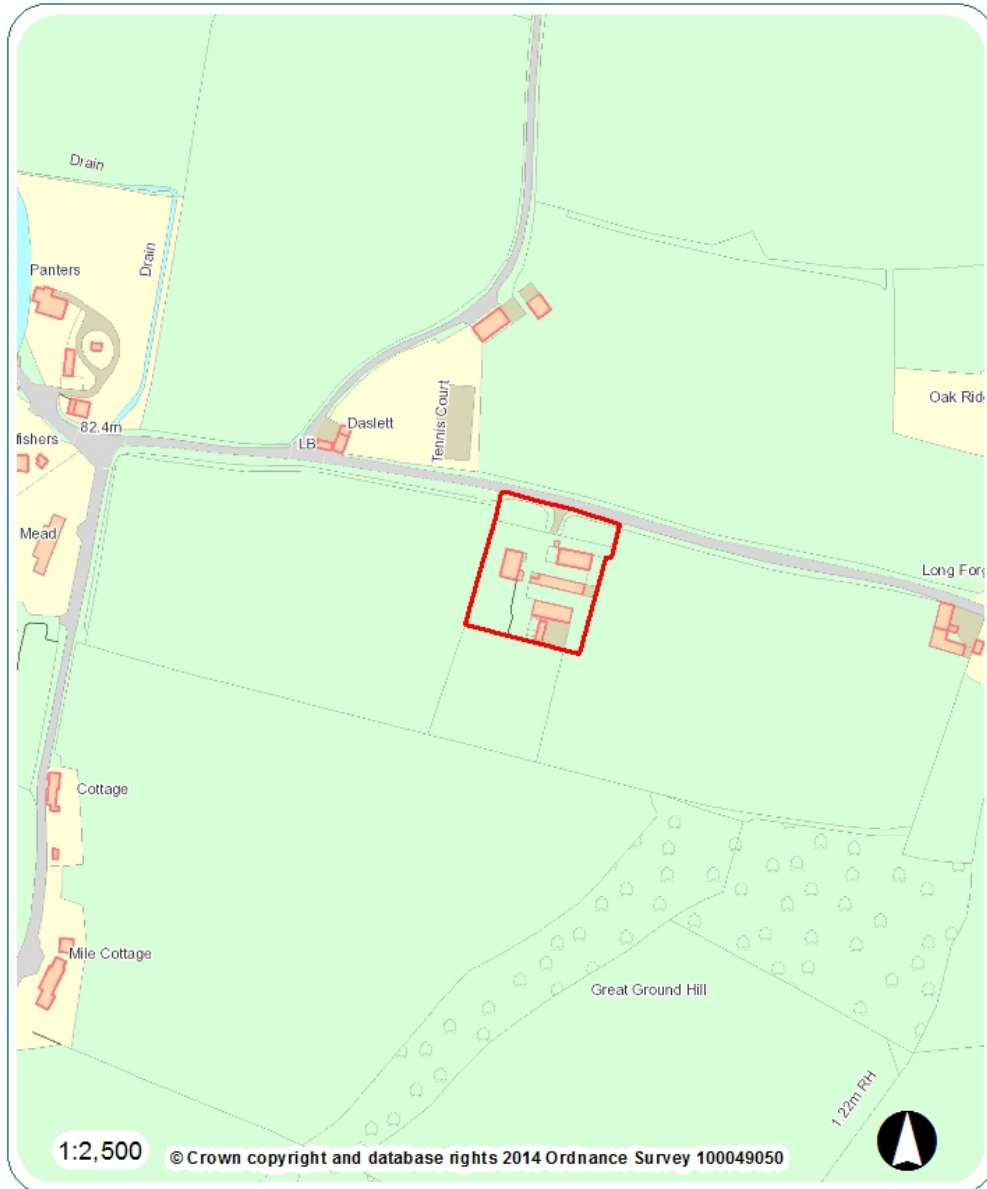 Drain
Drain
Panters
Oak Rid
Tennis Court
Daslett
82.4m
LB
fishers
Mead
Long Forg
Cottage
Mile Cottage
Great Ground Hill
1.22m RH
1:2,500
© Crown copyright and database rights 2014 Ordnance Survey 100049050